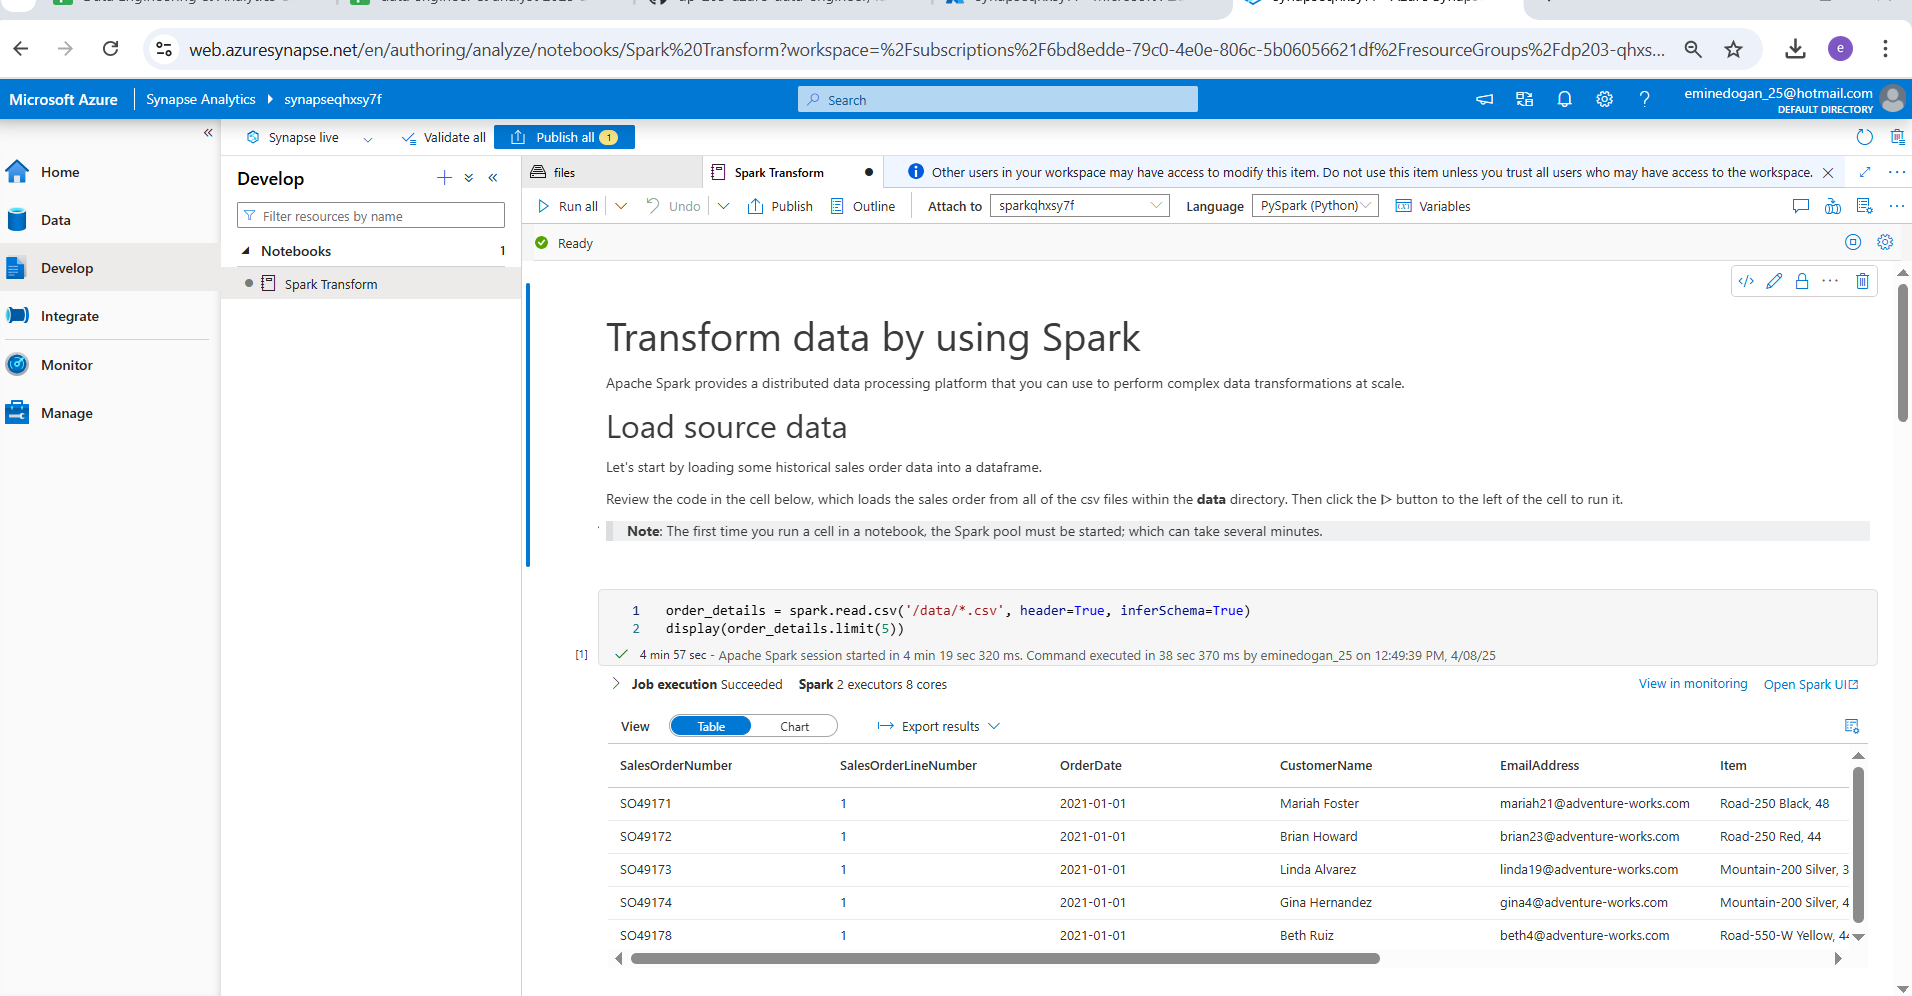 web.azuresynapse.net/en/authoring/analyze/notebooks/Spark%20Transform?workspace=%2Fsubscriptions%2F6bd8edde-79c0-4e0e-806c-5b06056621df%2FresourceGroups%2Fdp203-qhxs...
e
Microsoft Azure
Synapse Analytics
synapseqhxsy7f
Search
eminedogan_25@hotmail.com
DEFAULT DIRECTORY
Synapse live
Validate all
Publish all 1
Home
Data
Develop
Integrate
Monitor
Manage
Develop
Filter resources by name
Notebooks 1
Spark Transform
files
Spark Transform
Other users in your workspace may have access to modify this item. Do not use this item unless you trust all users who may have access to the workspace.
Run all
Undo
Publish
Outline
Attach to sparkqhxsy7f
Language PySpark (Python)
Variables
Ready
Transform data by using Spark
Apache Spark provides a distributed data processing platform that you can use to perform complex data transformations at scale.
Load source data
Let's start by loading some historical sales order data into a dataframe.
Review the code in the cell below, which loads the sales order from all of the csv files within the data directory. Then click the ▷ button to the left of the cell to run it.
Note: The first time you run a cell in a notebook, the Spark pool must be started; which can take several minutes.
1 order_details = spark.read.csv('/data/*.csv', header=True, inferSchema=True)
2 display(order_details.limit(5))
[1] 4 min 57 sec - Apache Spark session started in 4 min 19 sec 320 ms. Command executed in 38 sec 370 ms by eminedogan_25 on 12:49:39 PM, 4/08/25
Job execution Succeeded Spark 2 executors 8 cores View in monitoring Open Spark UI
View Table Chart Export results
SalesOrderNumber SalesOrderLineNumber OrderDate CustomerName EmailAddress Item
SO49171 1 2021-01-01 Mariah Foster mariah21@adventure-works.com Road-250 Black, 48
SO49172 1 2021-01-01 Brian Howard brian23@adventure-works.com Road-250 Red, 44
SO49173 1 2021-01-01 Linda Alvarez linda19@adventure-works.com Mountain-200 Silver, 3
SO49174 1 2021-01-01 Gina Hernandez gina4@adventure-works.com Mountain-200 Silver, 4
SO49178 1 2021-01-01 Beth Ruiz beth4@adventure-works.com Road-550-W Yellow, 44